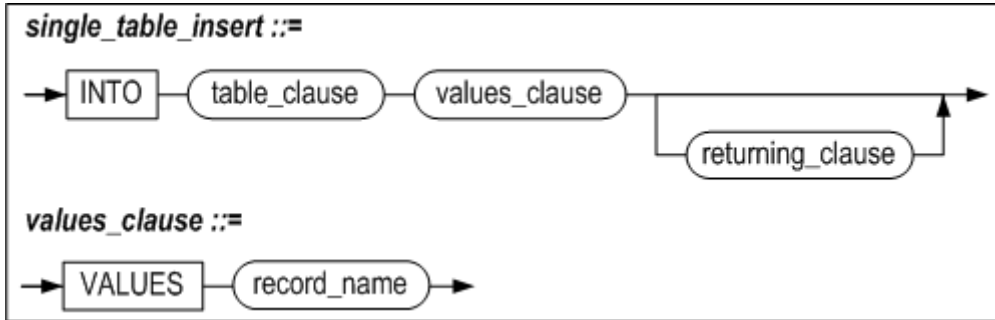 single_table_insert ::=
INTO table_clause values_clause
returning_clause
values_clause ::=
VALUES record_name